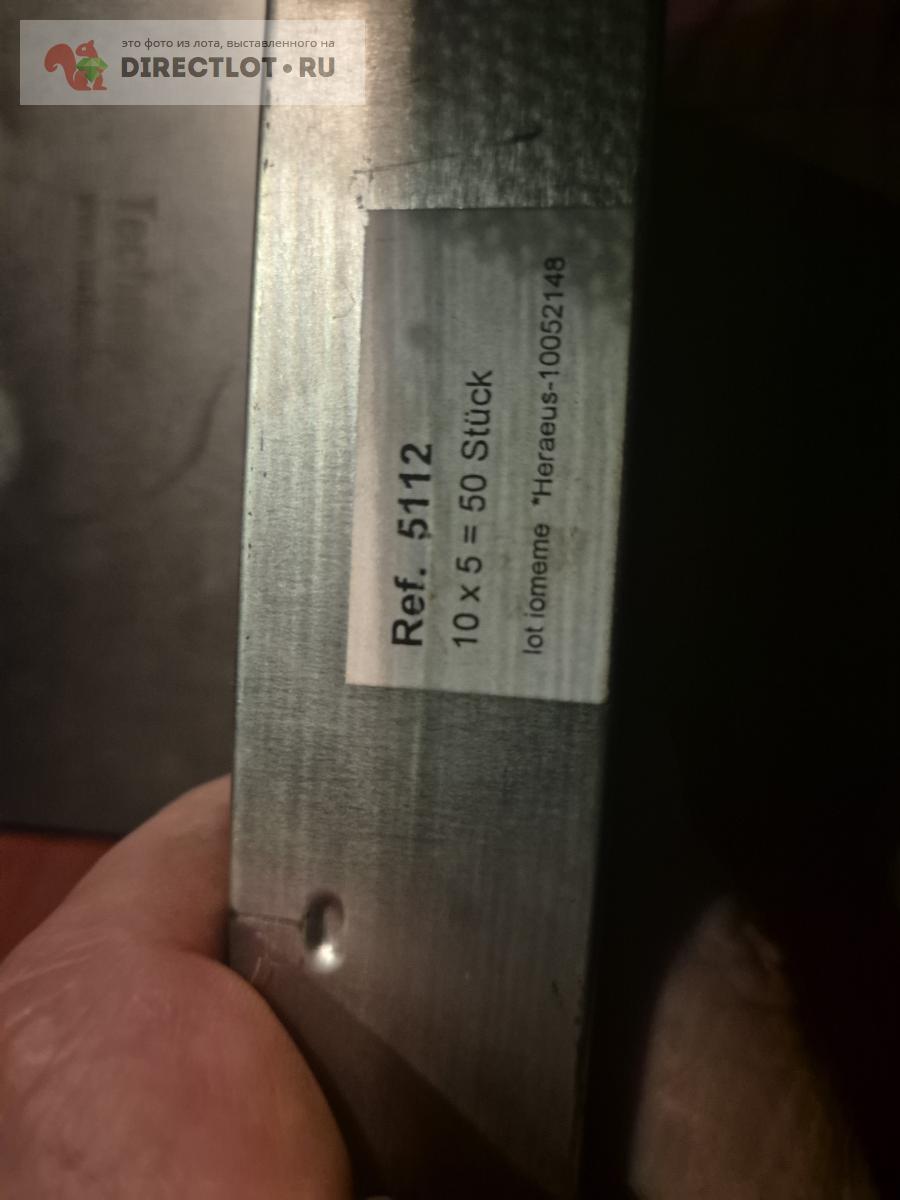 это фото из лота, выставленного на
DIRECTLOT.RU
Ref. 5112
10 x 5 = 50 Stück
lot iomeme *Heraeus-10052148